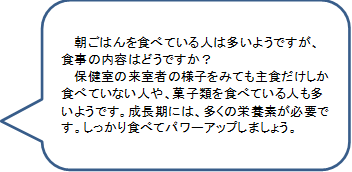 朝ごはんを食べている人は多いようですが、
食事の内容はどうですか？
保健室の来室者の様子をみても主食だけしか
食べていない人や、菓子類を食べている人も多
いようです。成長期には、多くの栄養素が必要で
す。しっかり食べてパワーアップしましょう。